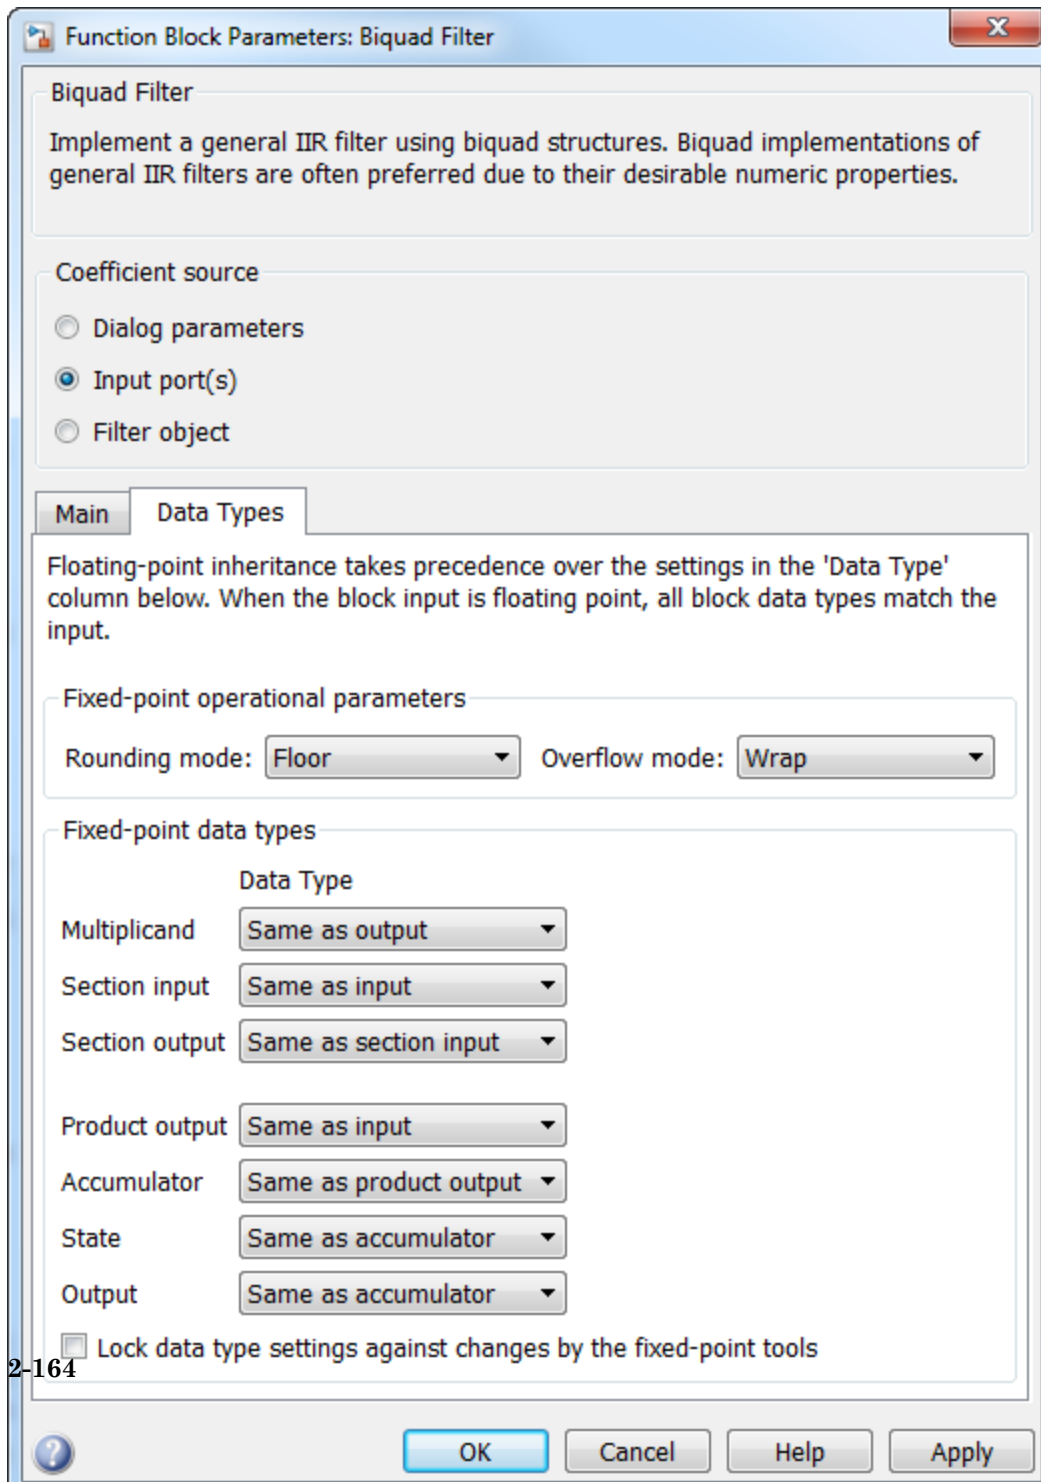 Function Block Parameters: Biquad Filter
X
Biquad Filter
Implement a general IIR filter using biquad structures. Biquad implementations of
general IIR filters are often preferred due to their desirable numeric properties.
Coefficient source
Dialog parameters
Input port(s)
Filter object
Main Data Types
Floating-point inheritance takes precedence over the settings in the 'Data Type'
column below. When the block input is floating point, all block data types match the
input.
Fixed-point operational parameters
Rounding mode: Floor Overflow mode: Wrap
Fixed-point data types
Data Type
Multiplicand Same as output
Section input Same as input
Section output Same as section input
Product output Same as input
Accumulator Same as product output
State Same as accumulator
Output Same as accumulator
Lock data type settings against changes by the fixed-point tools
2-164
? OK Cancel Help Apply